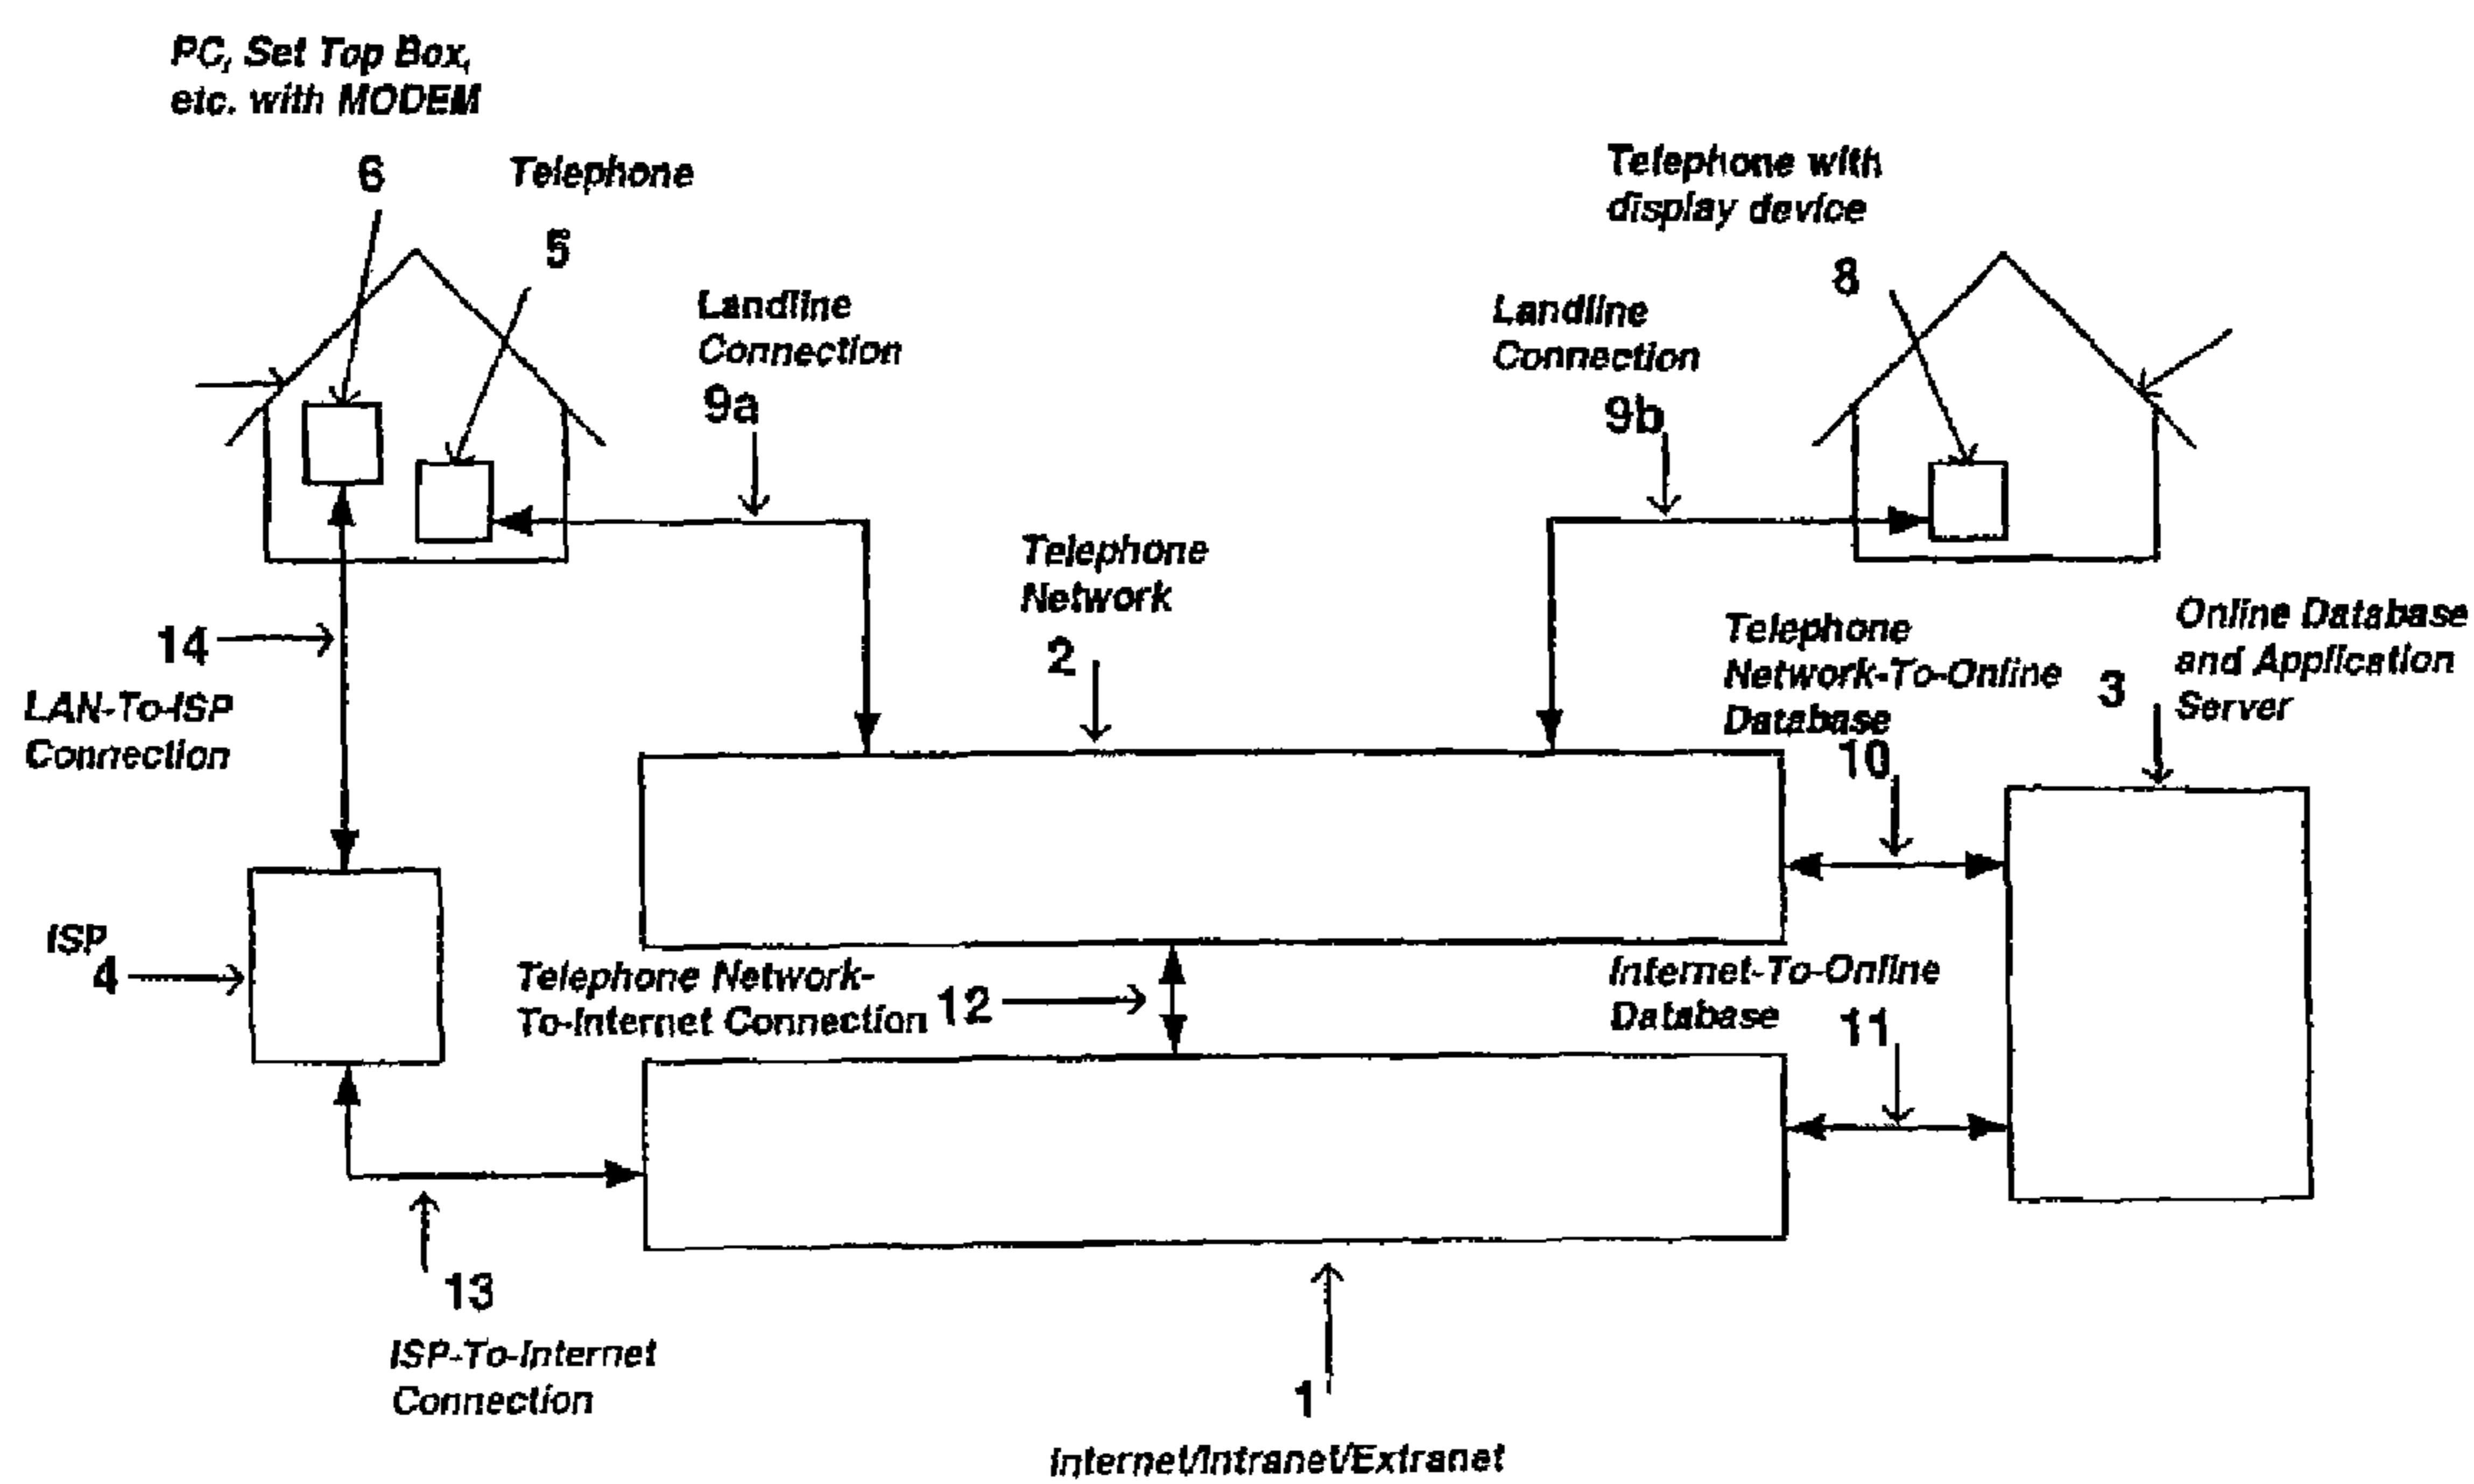 PC, Set Top Box,
etc. with MODEM
6
Telephone
5
Landline
Connection
9a
Telephone with
display device
8
Landline
Connection
9b
Telephone
Network
2
Telephone
Network-To-Online
Database
10
Online Database
and Application
Server
3
14
LAN-To-ISP
Connection
ISP
4
Telephone Network-
To-Internet Connection
12
Internet-To-Online
Database
11
13
ISP-To-Internet
Connection
1
Internet/Intranet/Extranet